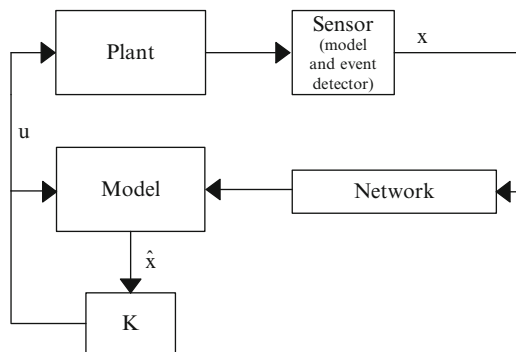 Plant
Sensor
(model
and event
detector)
x
u
Model
Network
x̂
K